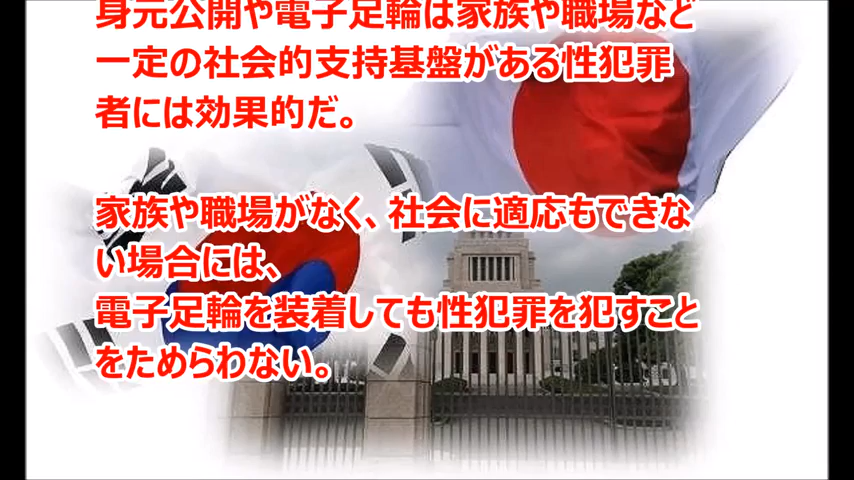 身元公開や電子足輪は家族や職場など
一定の社会的支持基盤がある性犯罪
者には効果的だ。
家族や職場がなく、社会に適応もできな
い場合には、
電子足輪を装着しても性犯罪を犯すこと
をためらわない。